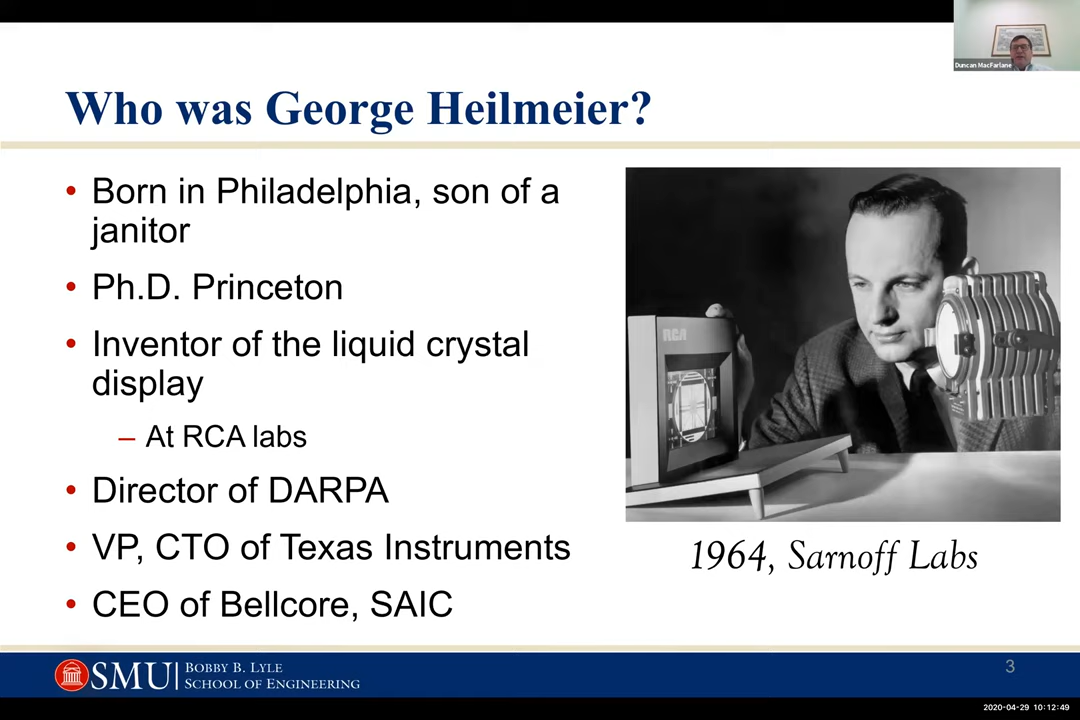 Duncan MacFarlane
Who was George Heilmeier?
• Born in Philadelphia, son of a
janitor
• Ph.D. Princeton
• Inventor of the liquid crystal
display
– At RCA labs
• Director of DARPA
• VP, CTO of Texas Instruments
• CEO of Bellcore, SAIC
RCA
1964, Sarnoff Labs
SMU
BOBBY B. LYLE
SCHOOL OF ENGINEERING
3
2020-04-29 10:12:49